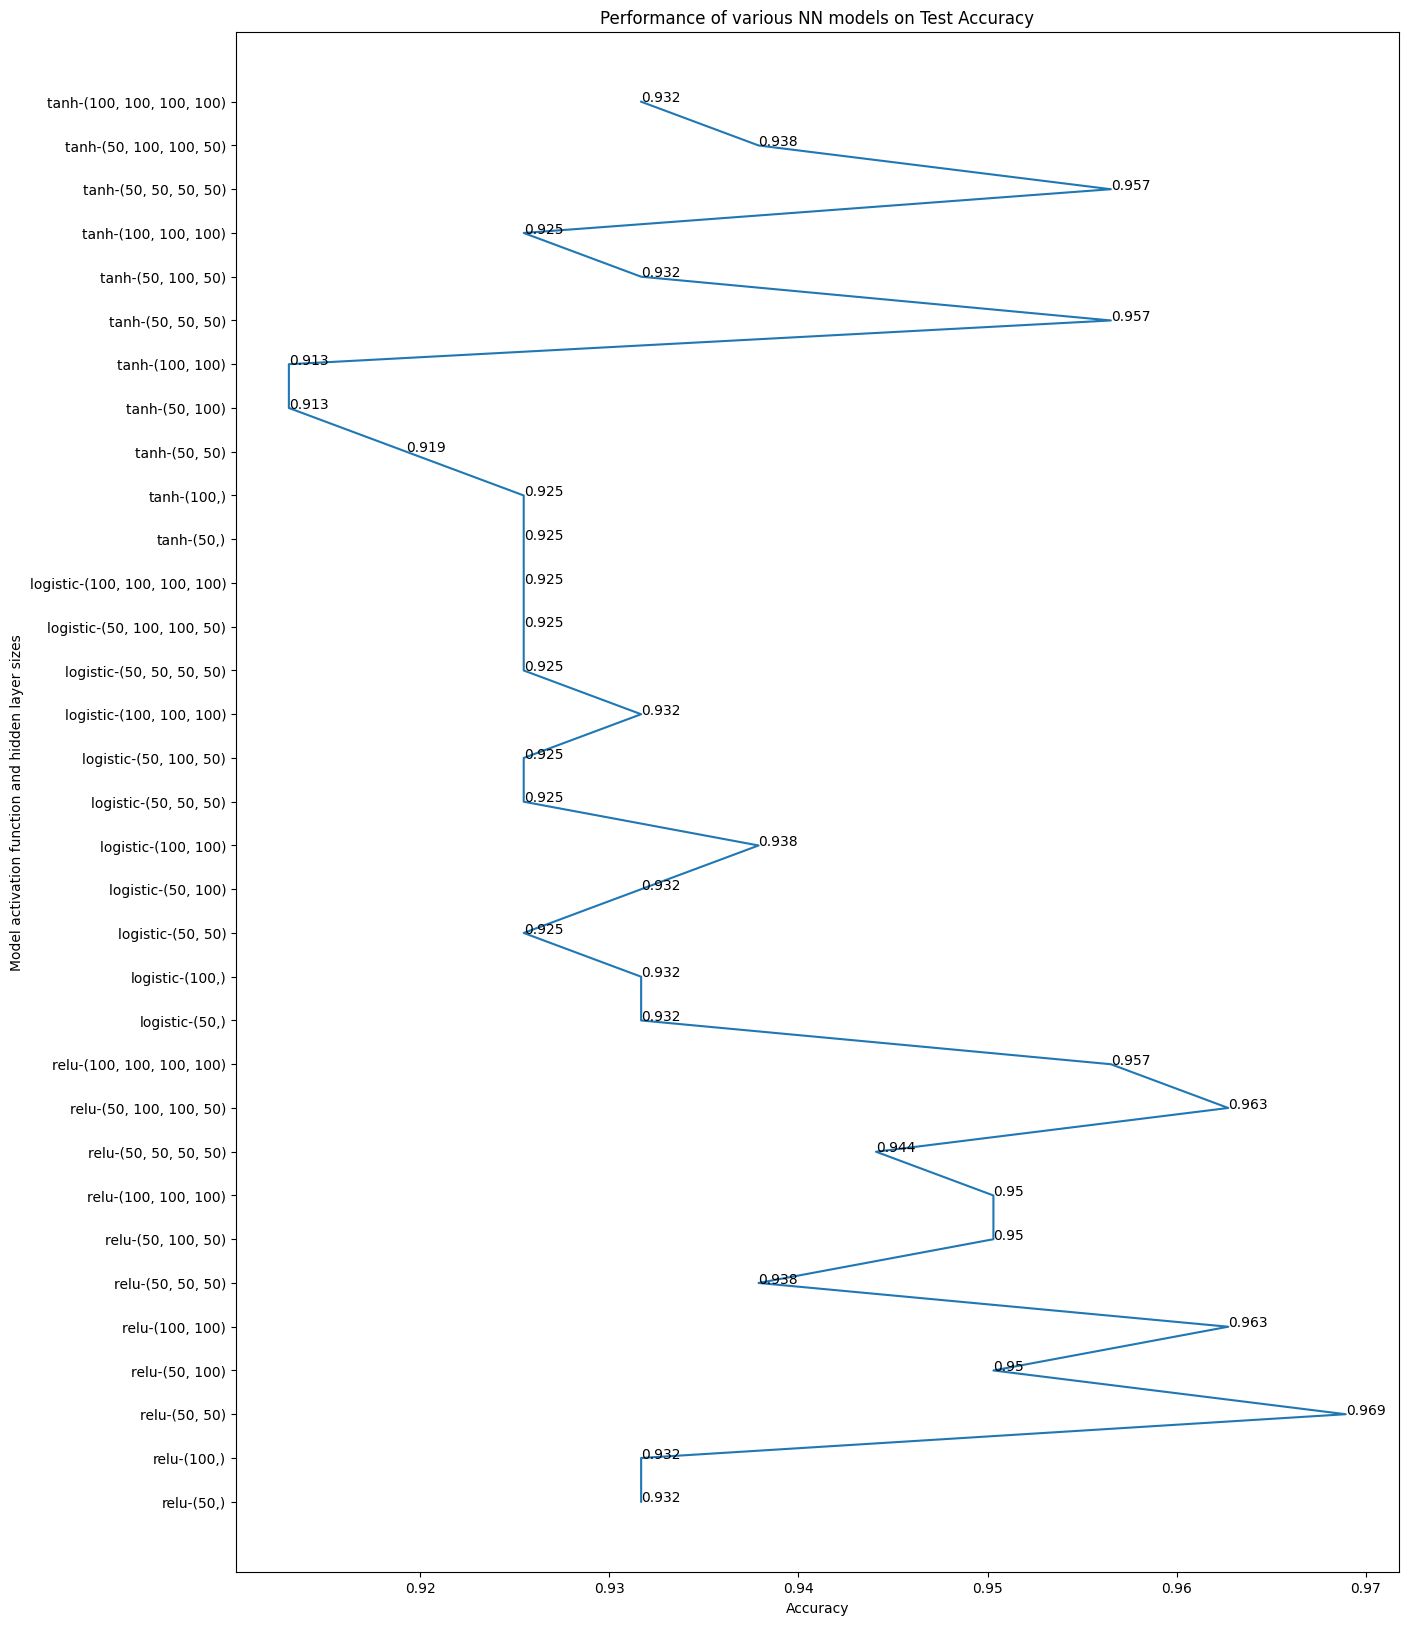 Performance of various NN models on Test Accuracy
tanh-(100, 100, 100, 100) 0.932
tanh-(50, 100, 100, 50) 0.938
tanh-(50, 50, 50, 50) 0.957
tanh-(100, 100, 100) 0.925
tanh-(50, 100, 50) 0.932
tanh-(50, 50, 50) 0.957
tanh-(100, 100) 0.913
tanh-(50, 100) 0.913
tanh-(50, 50) 0.919
tanh-(100,) 0.925
tanh-(50,) 0.925
logistic-(100, 100, 100, 100) 0.925
logistic-(50, 100, 100, 50) 0.925
logistic-(50, 50, 50, 50) 0.925
logistic-(100, 100, 100) 0.932
logistic-(50, 100, 50) 0.925
logistic-(50, 50, 50) 0.925
logistic-(100, 100) 0.938
logistic-(50, 100) 0.932
logistic-(50, 50) 0.925
logistic-(100,) 0.932
logistic-(50,) 0.932
relu-(100, 100, 100, 100) 0.957
relu-(50, 100, 100, 50) 0.963
relu-(50, 50, 50, 50) 0.944
relu-(100, 100, 100) 0.95
relu-(50, 100, 50) 0.95
relu-(50, 50, 50) 0.938
relu-(100, 100) 0.963
relu-(50, 100) 0.95
relu-(50, 50) 0.969
relu-(100,) 0.932
relu-(50,) 0.932
Model activation function and hidden layer sizes
0.92 0.93 0.94 0.95 0.96 0.97
Accuracy